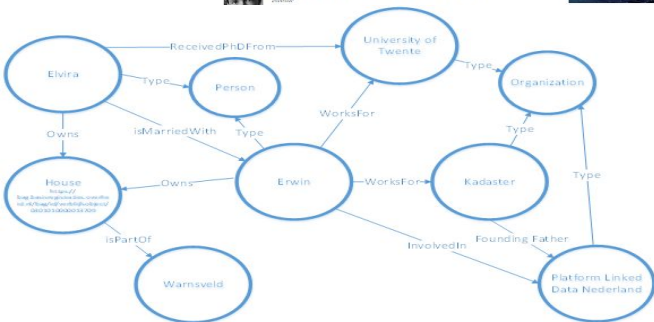 ReceivedPhDFrom
University of
Twente
Elvira
Type
Person
Type
Organization
Owns
isMarriedWith
Type
WorksFor
Type
Type
House
https://
Owns
Erwin
WorksFor
Kadaster
isPartOf
InvolvedIn
Founding Father
Warnsveld
Platform Linked
Data Nederland